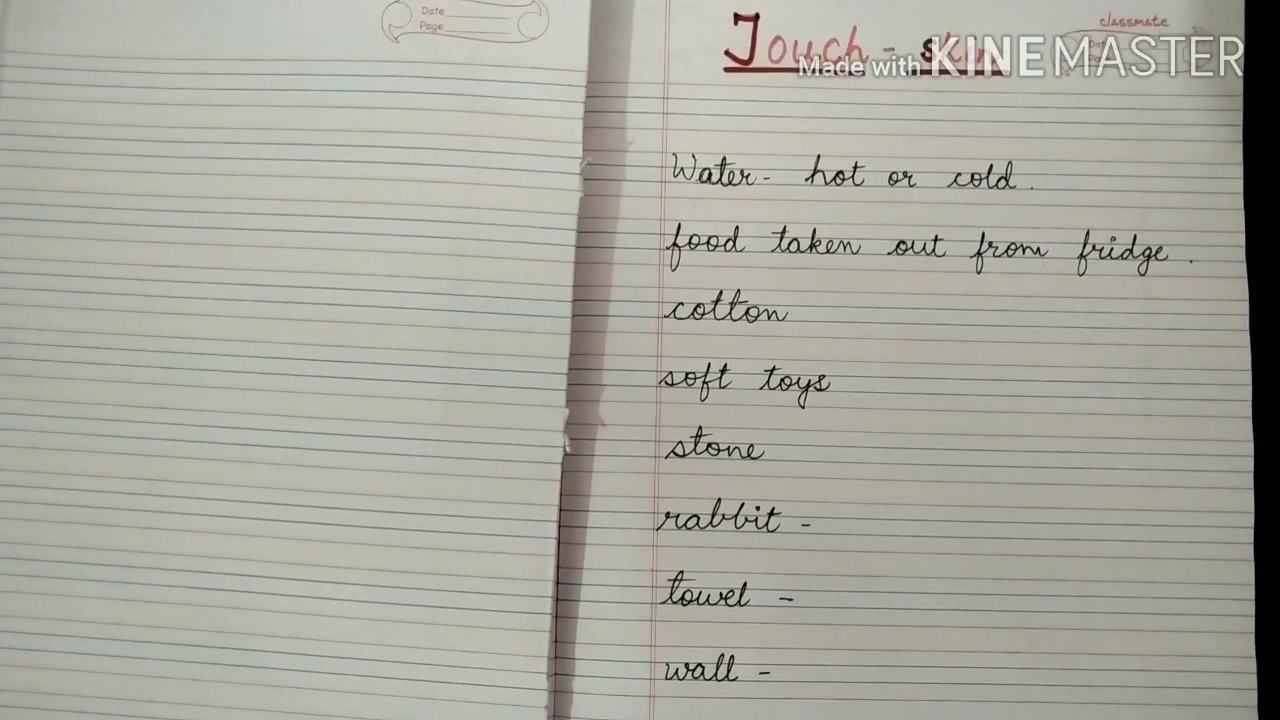 Date
Page
classmate
Touch - skin
Made with KINEMASTER
Water - hot or cold.
food taken out from fridge.
cotton
soft toys
stone
rabbit -
towel -
wall -